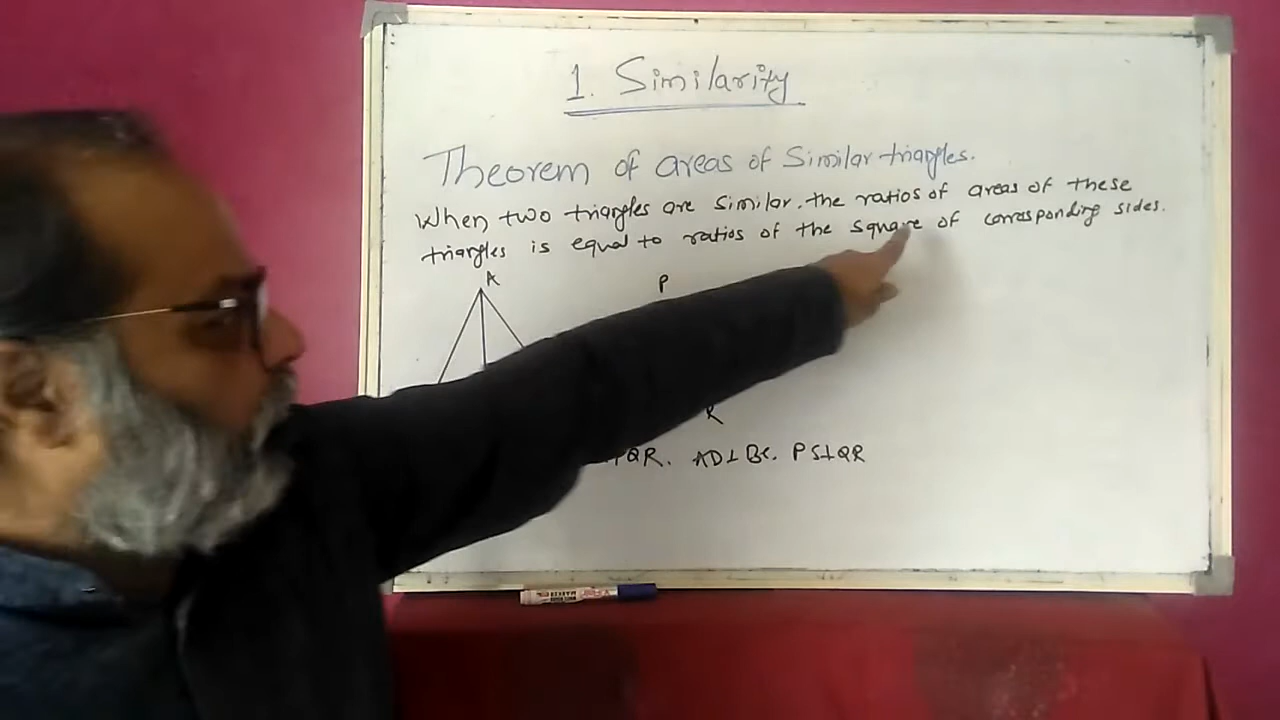 1. Similarity
Theorem of areas of Similar triangles.
When two triangles are similar. the ratios of areas of these
triangles is equal to ratios of the square of corresponding sides.
A
P
R
PQR. AD⊥BC. PS⊥QR